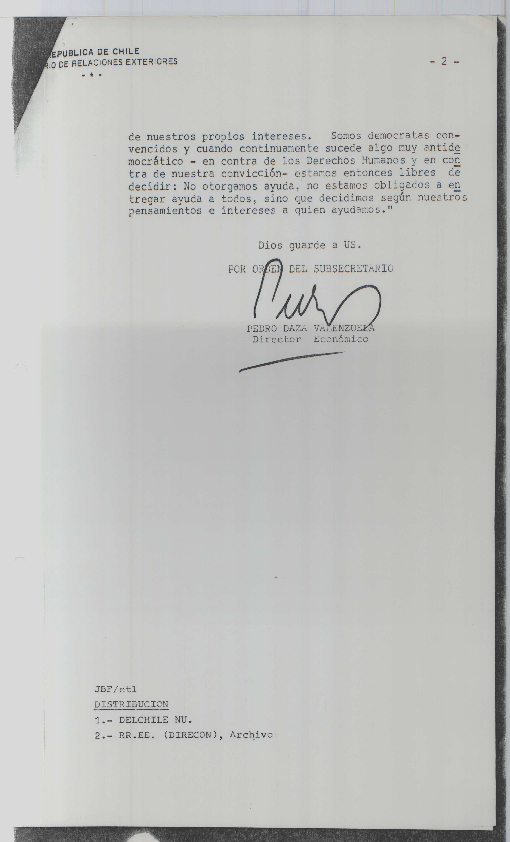 EPUBLICA DE CHILE
IO DE RELACIONES EXTERIORES
- * -
- 2 -
de nuestros propios intereses. Somos democratas con-
vencidos y cuando continuamente sucede algo muy antide
mocrático - en contra de los Derechos Humanos y en con
tra de nuestra convicción- estamos entonces libres de
decidir: No otorgamos ayuda, no estamos obligados a en
tregar ayuda a todos, sino que decidimos según nuestros
pensamientos e intereses a quien ayudamos."
Dios guarde a US.
POR ORDEN DEL SUBSECRETARIO
PEDRO DAZA VALENZUELA
Director Económico
JBF/mtl
DISTRIBUCION
1.- DELCHILE NU.
2.- RR.EE. (DIRECON), Archivo